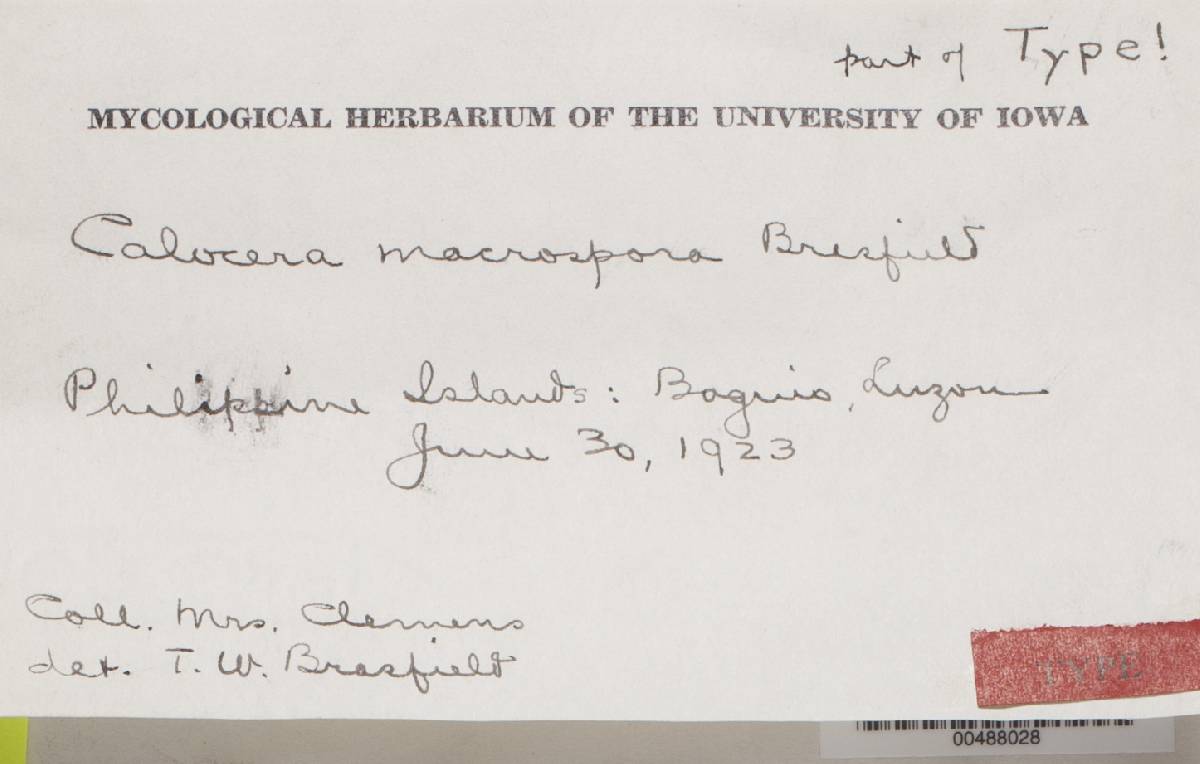 part of Type!
MYCOLOGICAL HERBARIUM OF THE UNIVERSITY OF IOWA
Calocera macrospora Brasfield
Philippine Islands: Baguio, Luzon
June 30, 1923
Coll. Mrs. Clemens
det. T. W. Brasfield
TYPE
00488028